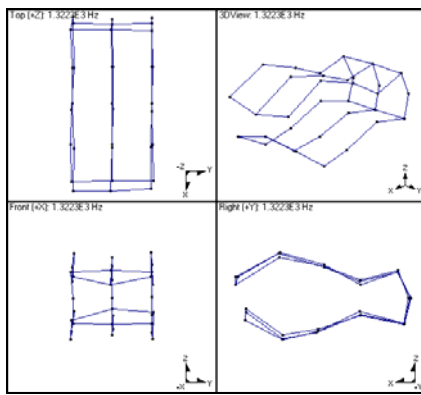 Top (+Z): 1.3223E3 Hz
Z
Y
X
3DView: 1.3223E3 Hz
Z
X
Y
Front (+X): 1.3223E3 Hz
Z
X
Y
Right (+Y): 1.3223E3 Hz
Z
X
Y